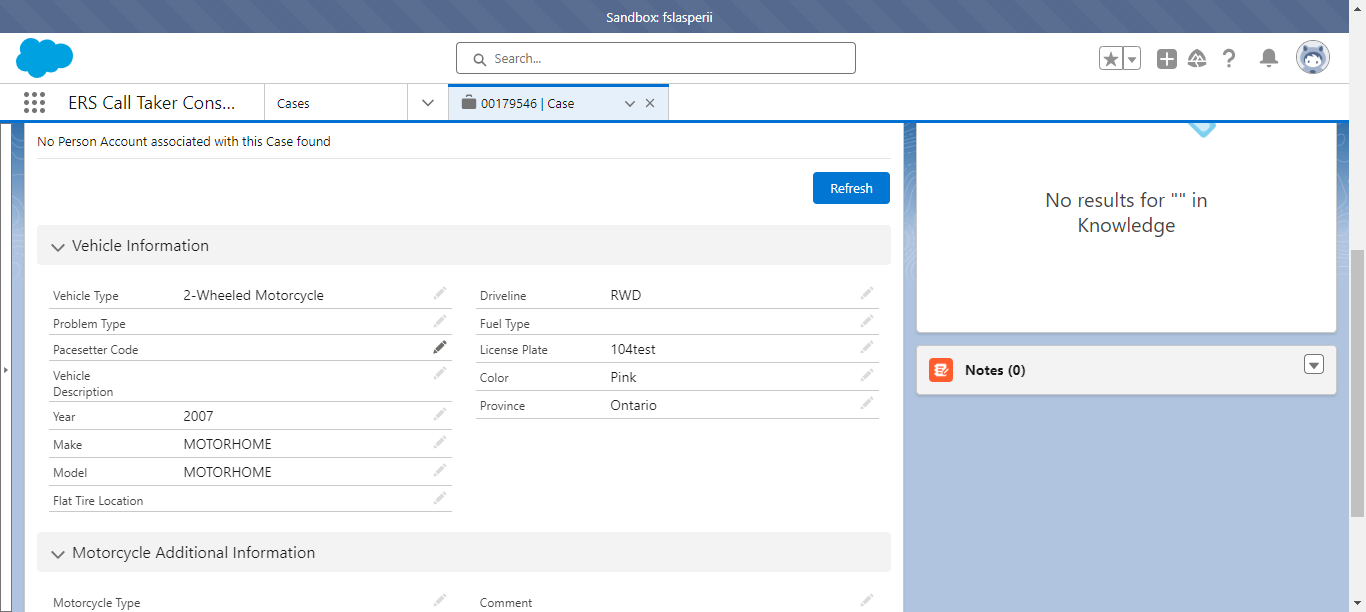 Sandbox: fslasperii
Search...
ERS Call Taker Cons...
Cases
00179546 | Case
No Person Account associated with this Case found
Refresh
Vehicle Information
Vehicle Type 2-Wheeled Motorcycle
Problem Type
Pacesetter Code
Vehicle
Description
Year 2007
Make MOTORHOME
Model MOTORHOME
Flat Tire Location
Driveline RWD
Fuel Type
License Plate 104test
Color Pink
Province Ontario
Motorcycle Additional Information
Motorcycle Type
Comment
No results for "" in
Knowledge
Notes (0)